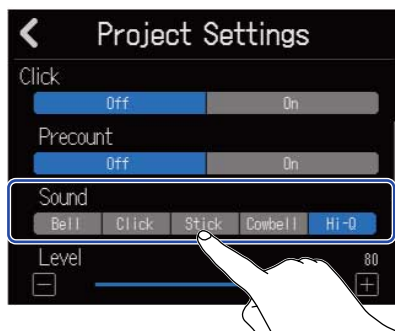 Project Settings
Click
Off On
Precount
Off On
Sound
Bell Click Stick Cowbell Hi-Q
Level 80